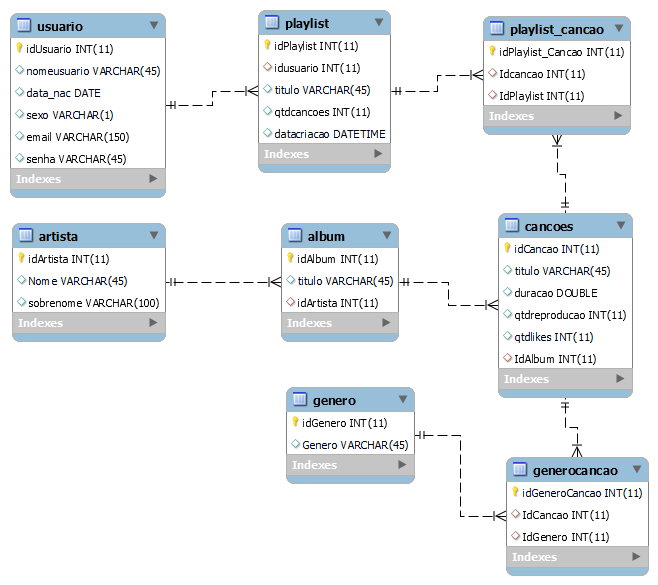 usuario
idUsuario INT(11)
nomeusuario VARCHAR(45)
data_nac DATE
sexo VARCHAR(1)
email VARCHAR(150)
senha VARCHAR(45)
Indexes
playlist
idPlaylist INT(11)
idusuario INT(11)
titulo VARCHAR(45)
qtdcancoes INT(11)
datacriacao DATETIME
Indexes
playlist_cancao
idPlaylist_Cancao INT(11)
Idcancao INT(11)
IdPlaylist INT(11)
Indexes
artista
idArtista INT(11)
Nome VARCHAR(45)
sobrenome VARCHAR(100)
Indexes
album
idAlbum INT(11)
titulo VARCHAR(45)
idArtista INT(11)
Indexes
cancoes
idCancao INT(11)
titulo VARCHAR(45)
duracao DOUBLE
qtdreproducao INT(11)
qtdlikes INT(11)
IdAlbum INT(11)
Indexes
genero
idGenero INT(11)
Genero VARCHAR(45)
Indexes
generocancao
idGeneroCancao INT(11)
IdCancao INT(11)
IdGenero INT(11)
Indexes